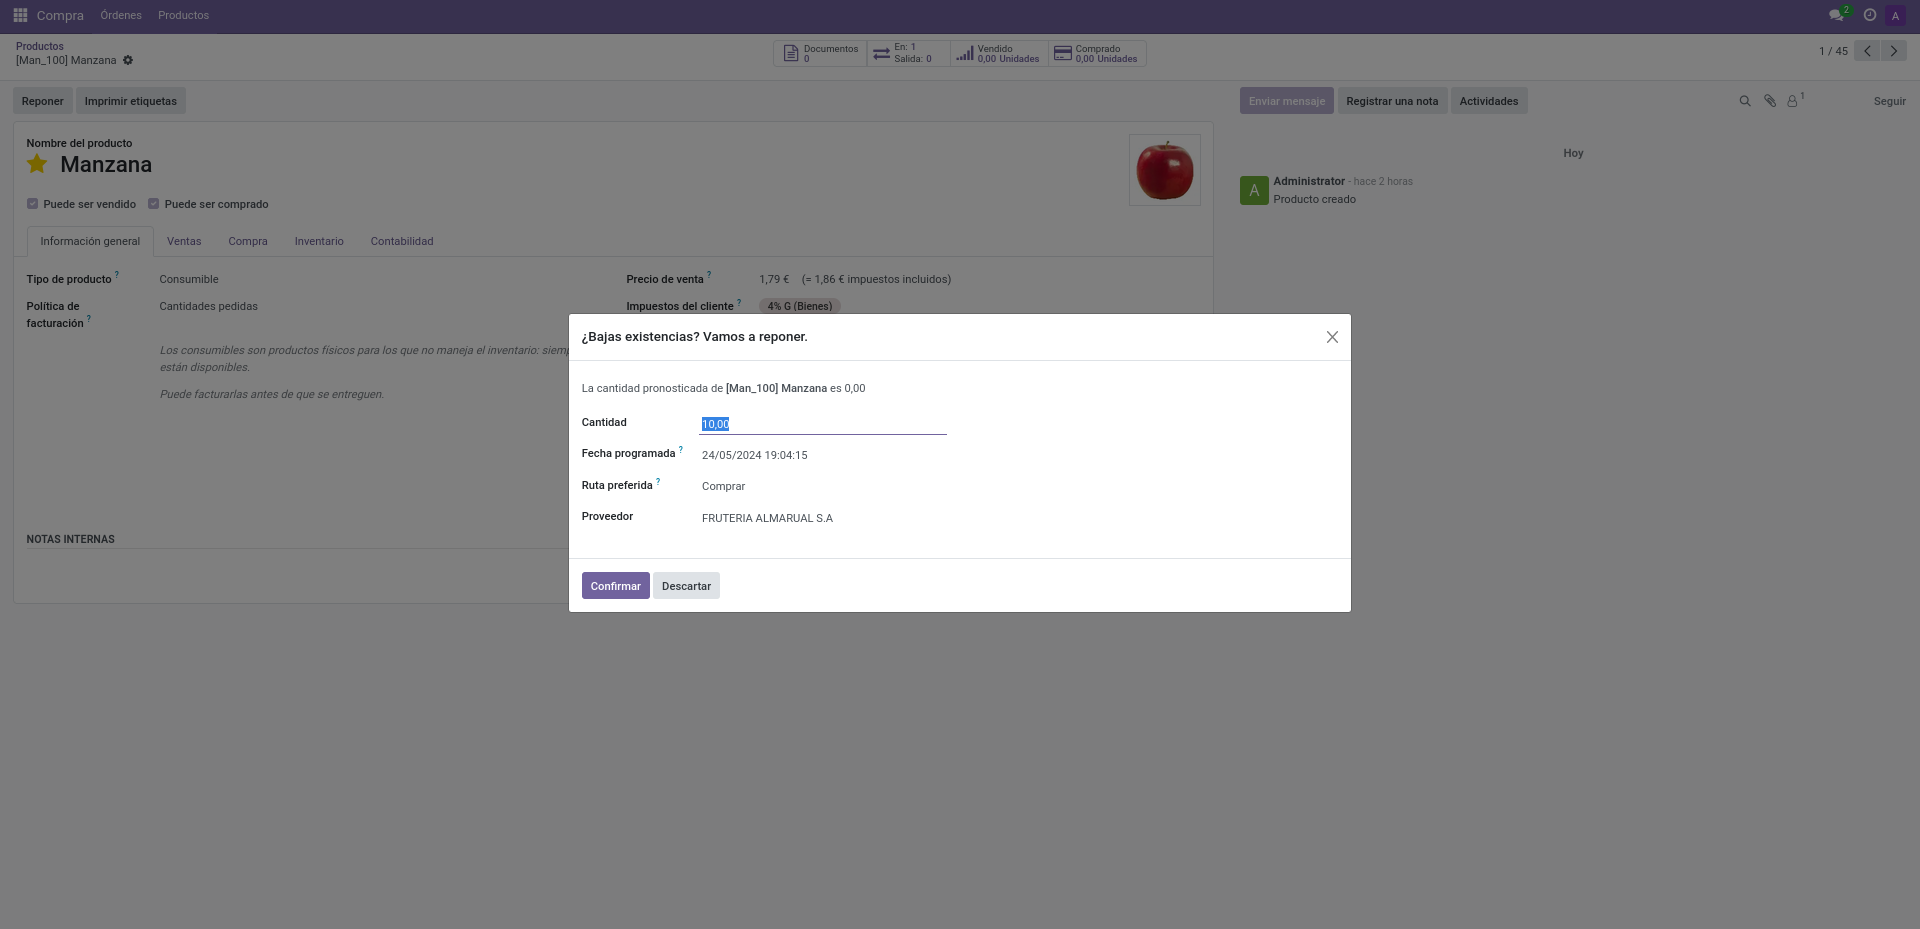 Compra Órdenes Productos 2 A
Productos
[Man_100] Manzana
Documentos
0
En: 1
Salida: 0
Vendido
0,00 Unidades
Comprado
0,00 Unidades
1 / 45
Reponer Imprimir etiquetas
Enviar mensaje Registrar una nota Actividades 1 Seguir
Nombre del producto
Manzana
Puede ser vendido Puede ser comprado
Información general Ventas Compra Inventario Contabilidad
Tipo de producto ? Consumible
Política de
facturación ?
Cantidades pedidas
Los consumibles son productos físicos para los que no maneja el inventario:
están disponibles.
Puede facturarlas antes de que se entreguen.
Precio de venta ? 1,79 € (= 1,86 € impuestos incluidos)
Impuestos del cliente ? 4% G (Bienes)
NOTAS INTERNAS
Hoy
A
Administrator - hace 2 horas
Producto creado
¿Bajas existencias? Vamos a reponer.
La cantidad pronosticada de [Man_100] Manzana es 0,00
Cantidad 10,00
Fecha programada ? 24/05/2024 19:04:15
Ruta preferida ? Comprar
Proveedor FRUTERIA ALMARUAL S.A
Confirmar Descartar